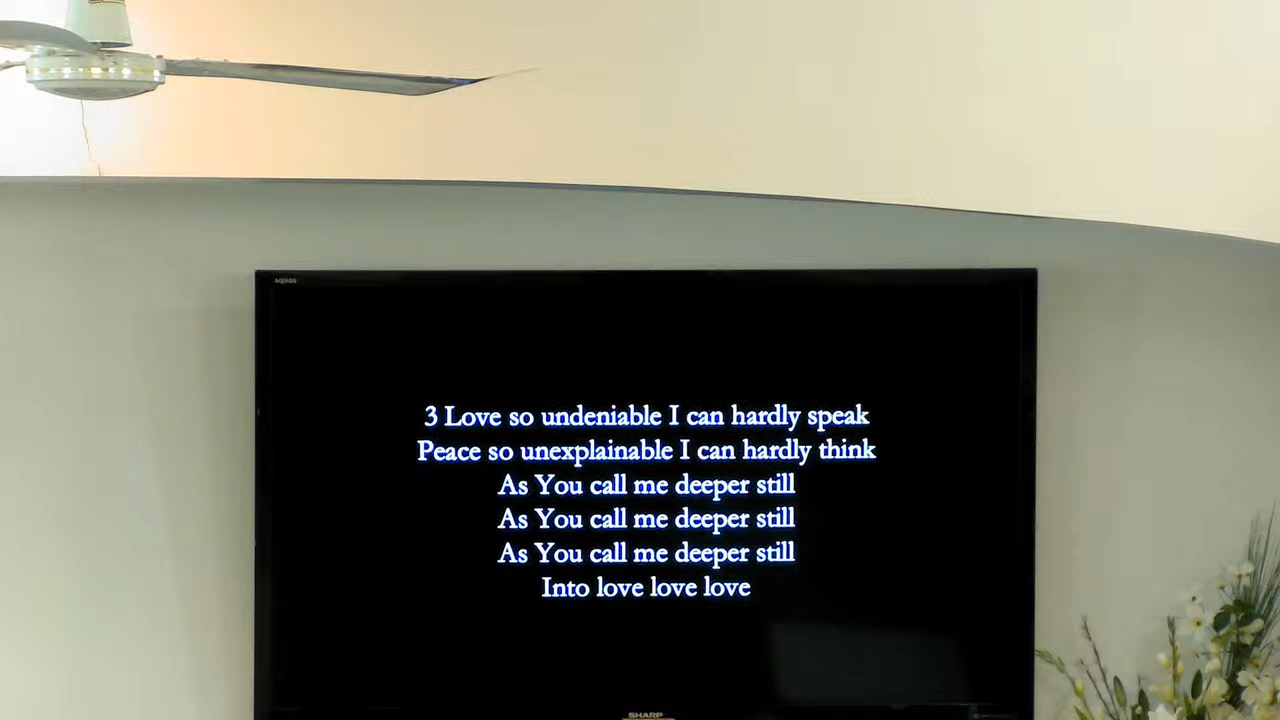 AQUOS
3 Love so undeniable I can hardly speak
Peace so unexplainable I can hardly think
As You call me deeper still
As You call me deeper still
As You call me deeper still
Into love love love
SHARP